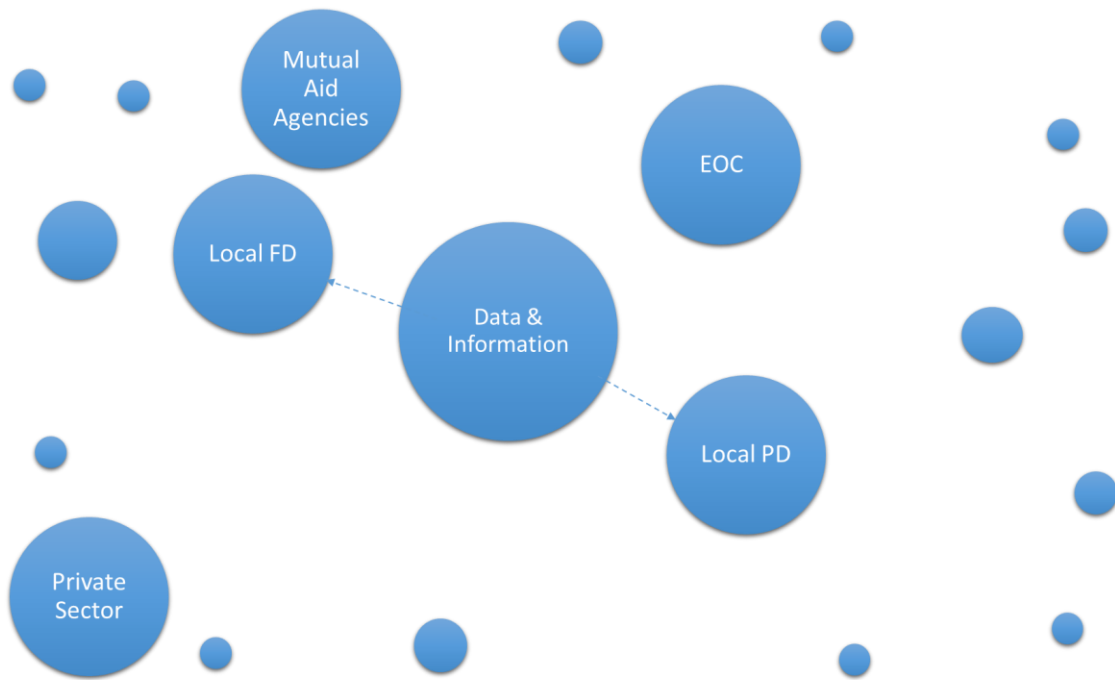 Mutual
Aid
Agencies
EOC
Local FD
Data &
Information
Local PD
Private
Sector